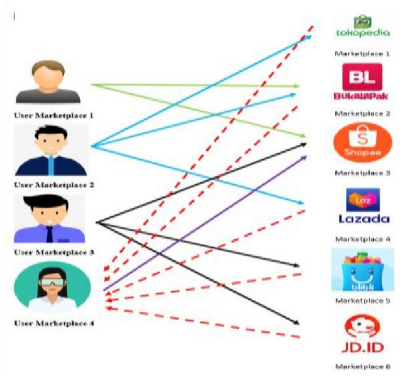 tokopedia
Marketplace 1
BL
BukaLaPak
Marketplace 2
S
Shopee
Marketplace 3
Laz
Lazada
Marketplace 4
blibli
Marketplace 5
JD.ID
Marketplace 6
User Marketplace 1
User Marketplace 2
User Marketplace 3
User Marketplace 4